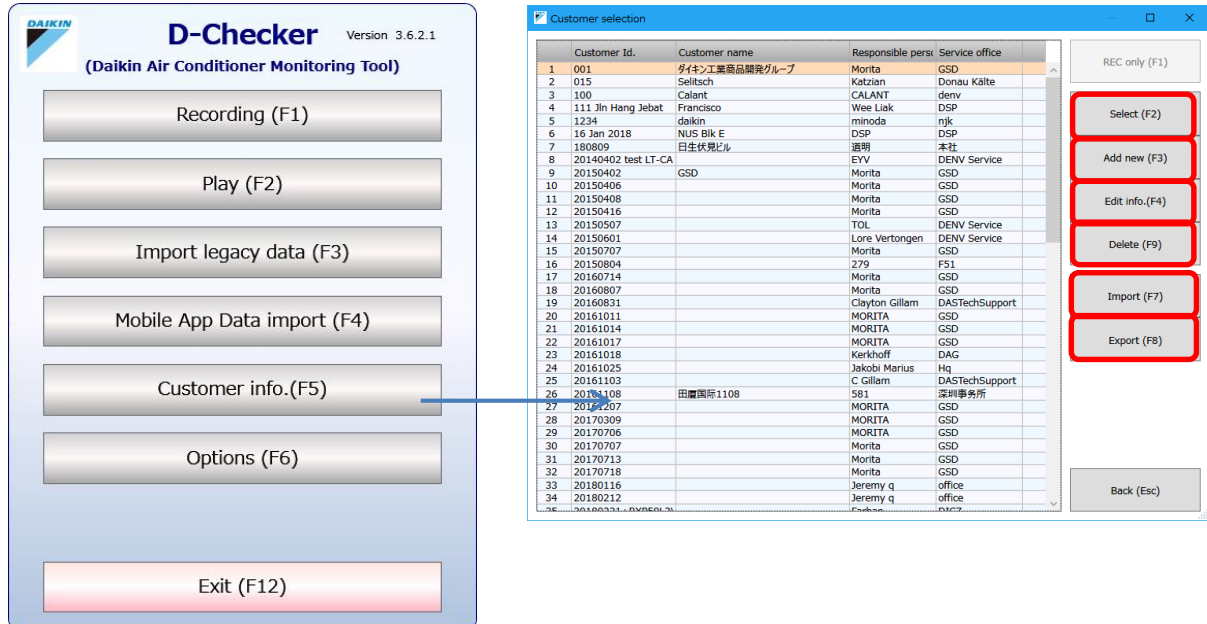 DAIKIN
D-Checker Version 3.6.2.1
(Daikin Air Conditioner Monitoring Tool)
Recording (F1)
Play (F2)
Import legacy data (F3)
Mobile App Data import (F4)
Customer info.(F5)
Options (F6)
Exit (F12)
Customer selection
Customer Id. Customer name Responsible persc Service office
1 001 ダイキン工業商品開発グループ Morita GSD
2 015 Selitsch Katzian Donau Kälte
3 100 Calant CALANT denv
4 111 Jln Hang Jebat Francisco Wee Liak DSP
5 1234 daikin minoda njk
6 16 Jan 2018 NUS Blk E DSP DSP
7 180809 日生伏見ビル 道明 本社
8 20140402 test LT-CA EYV DENV Service
9 20150402 GSD Morita GSD
10 20150406 Morita GSD
11 20150408 Morita GSD
12 20150416 Morita GSD
13 20150507 TOL DENV Service
14 20150601 Lore Vertongen DENV Service
15 20150707 Morita GSD
16 20150804 279 F51
17 20160714 Morita GSD
18 20160807 Morita GSD
19 20160831 Clayton Gillam DASTechSupport
20 20161011 MORITA GSD
21 20161014 MORITA GSD
22 20161017 MORITA GSD
23 20161018 Kerkhoff DAG
24 20161025 Jakobi Marius Hq
25 20161103 C Gillam DASTechSupport
26 20161108 田厦国际1108 581 深圳事务所
27 20161207 MORITA GSD
28 20170309 MORITA GSD
29 20170706 MORITA GSD
30 20170707 Morita GSD
31 20170713 Morita GSD
32 20170718 Morita GSD
33 20180116 Jeremy q office
34 20180212 Jeremy q office
REC only (F1)
Select (F2)
Add new (F3)
Edit info.(F4)
Delete (F9)
Import (F7)
Export (F8)
Back (Esc)